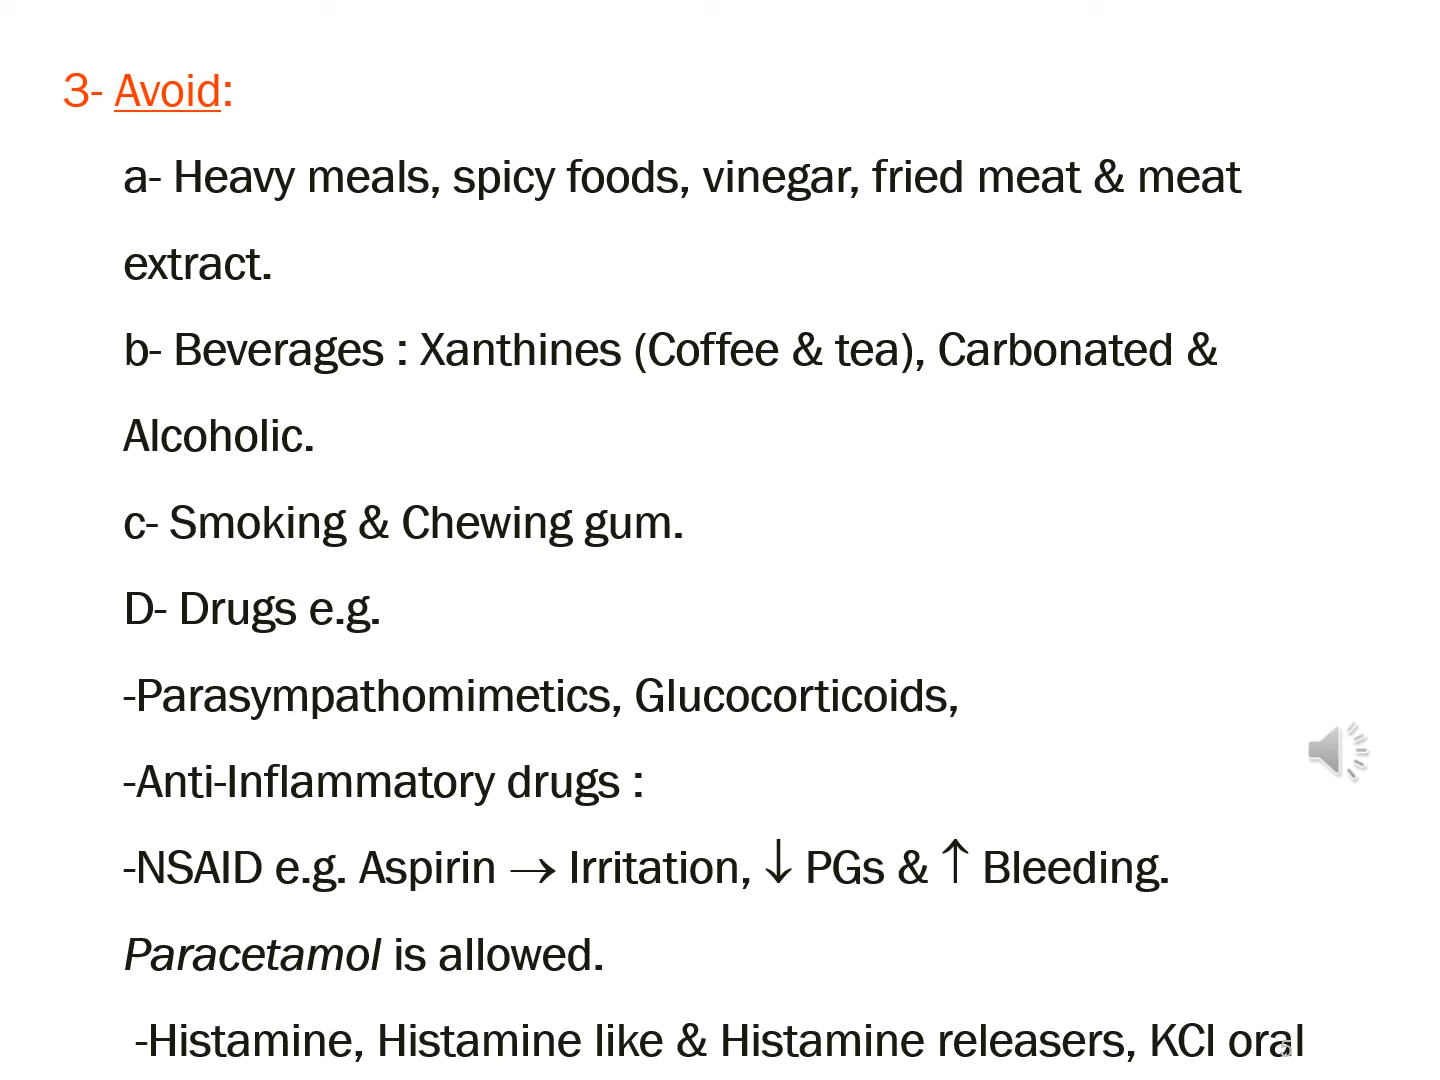 3- Avoid:
a- Heavy meals, spicy foods, vinegar, fried meat & meat
extract.
b- Beverages : Xanthines (Coffee & tea), Carbonated &
Alcoholic.
c- Smoking & Chewing gum.
D- Drugs e.g.
-Parasympathomimetics, Glucocorticoids,
-Anti-Inflammatory drugs :
-NSAID e.g. Aspirin → Irritation, ↓ PGs & ↑ Bleeding.
Paracetamol is allowed.
-Histamine, Histamine like & Histamine releasers, KCl oral